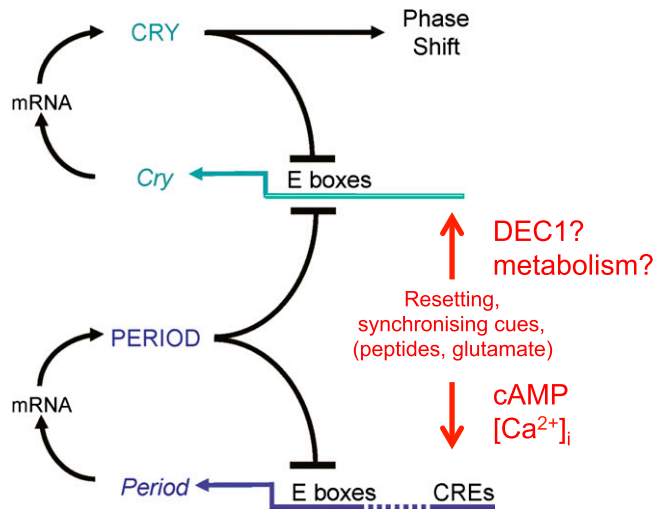 CRY
Phase
Shift
mRNA
Cry
E boxes
DEC1?
metabolism?
Resetting,
synchronising cues,
(peptides, glutamate)
PERIOD
cAMP
[Ca²⁺]ᵢ
mRNA
Period
E boxes
CREs